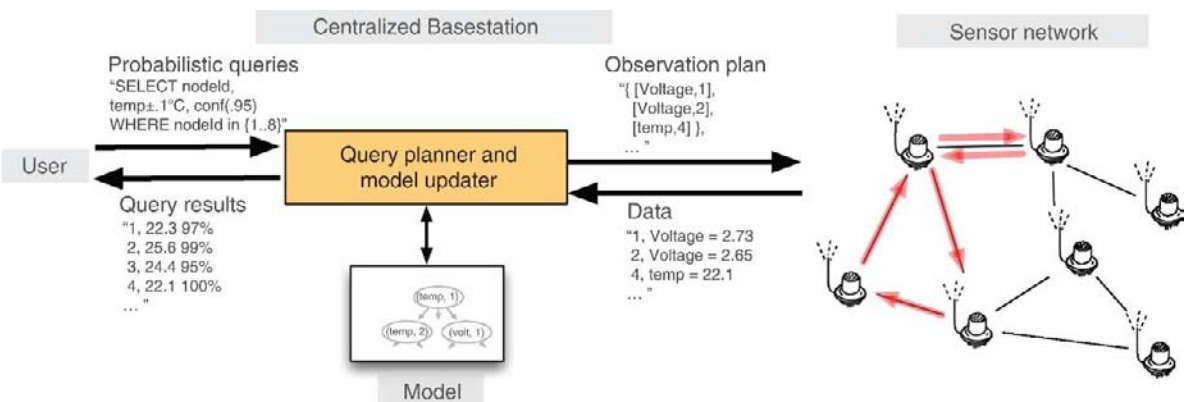 Centralized Basestation
Sensor network
Probabilistic queries
“SELECT nodeId,
temp±.1°C, conf(.95)
WHERE nodeId in {1..8}”
Observation plan
“{ [Voltage,1],
[Voltage,2],
[temp,4] },
... ”
User
Query planner and
model updater
Query results
“1, 22.3 97%
2, 25.6 99%
3, 24.4 95%
4, 22.1 100%
... ”
Data
“1, Voltage = 2.73
2, Voltage = 2.65
4, temp = 22.1
... ”
(temp, 1)
(temp, 2)
(volt, 1)
Model